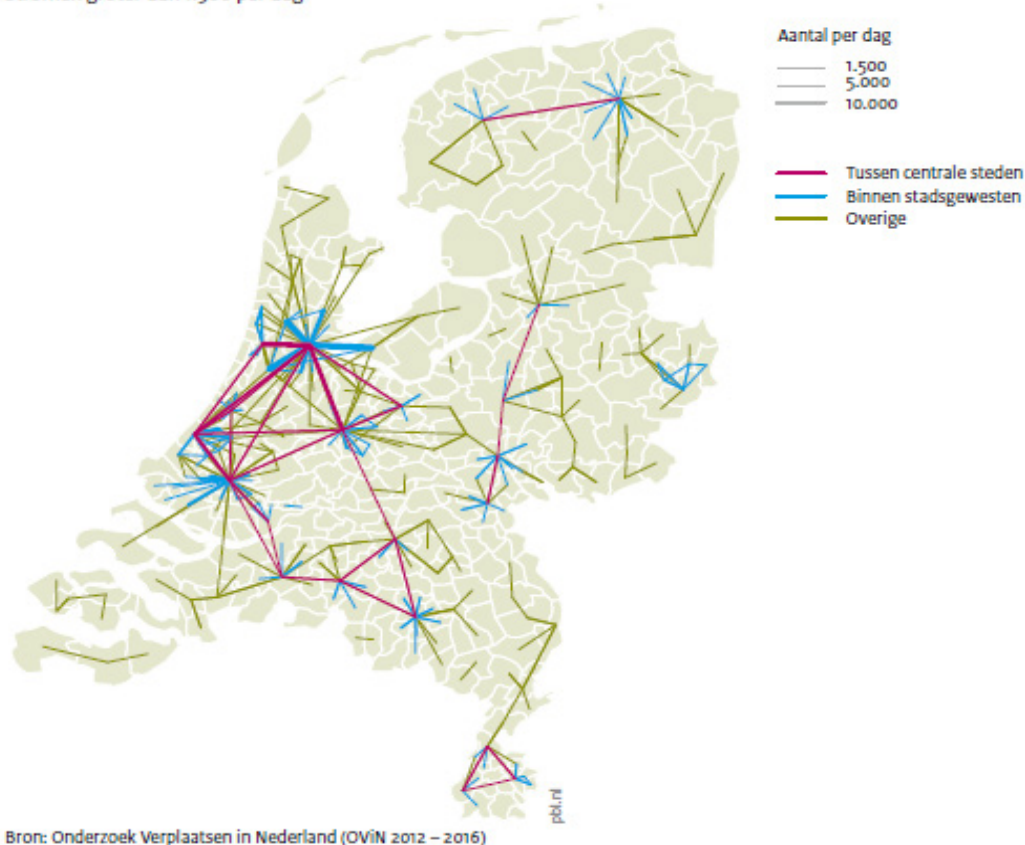 Aantal per dag
1.500
5.000
10.000
Tussen centrale steden
Binnen stadsgewesten
Overige
pbl.nl
Bron: Onderzoek Verplaatsen in Nederland (OViN 2012 – 2016)